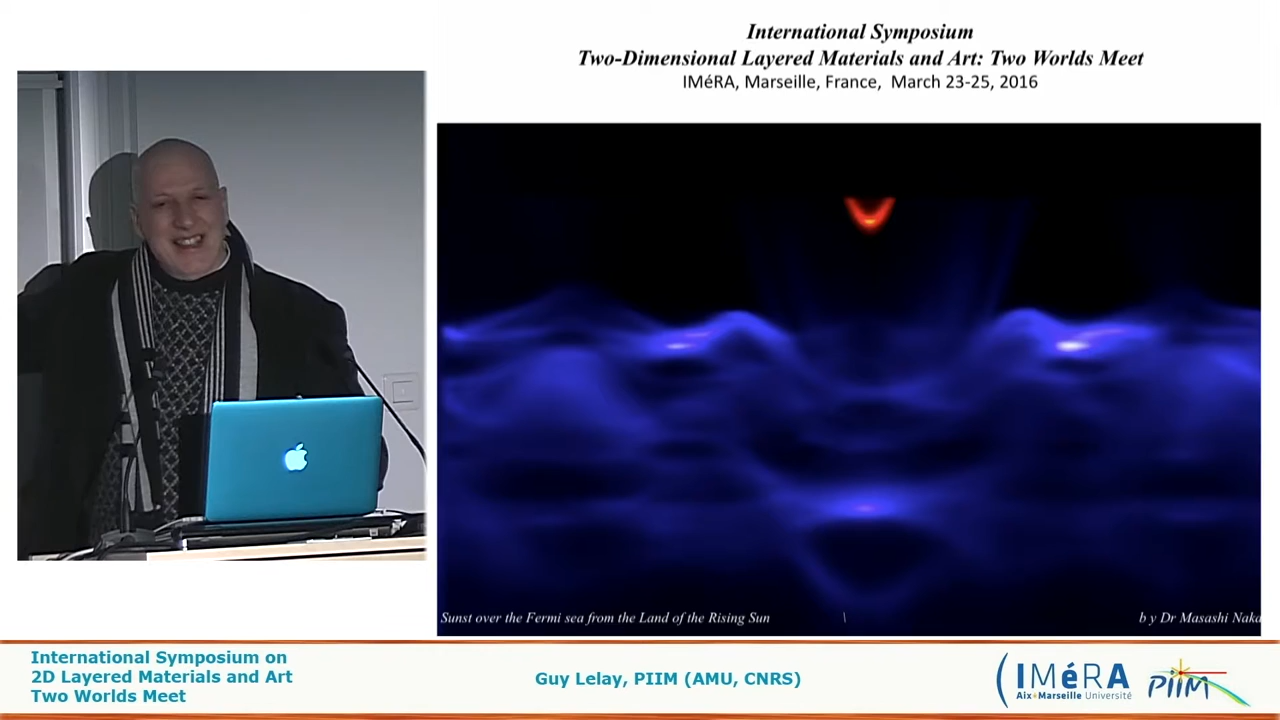 International Symposium
Two-Dimensional Layered Materials and Art: Two Worlds Meet
IMéRA, Marseille, France, March 23-25, 2016
Sunst over the Fermi sea from the Land of the Rising Sun \ b y Dr Masashi Naka
International Symposium on
2D Layered Materials and Art
Two Worlds Meet
Guy Lelay, PIIM (AMU, CNRS)
IMéRA
Aix*Marseille Université
PIIM